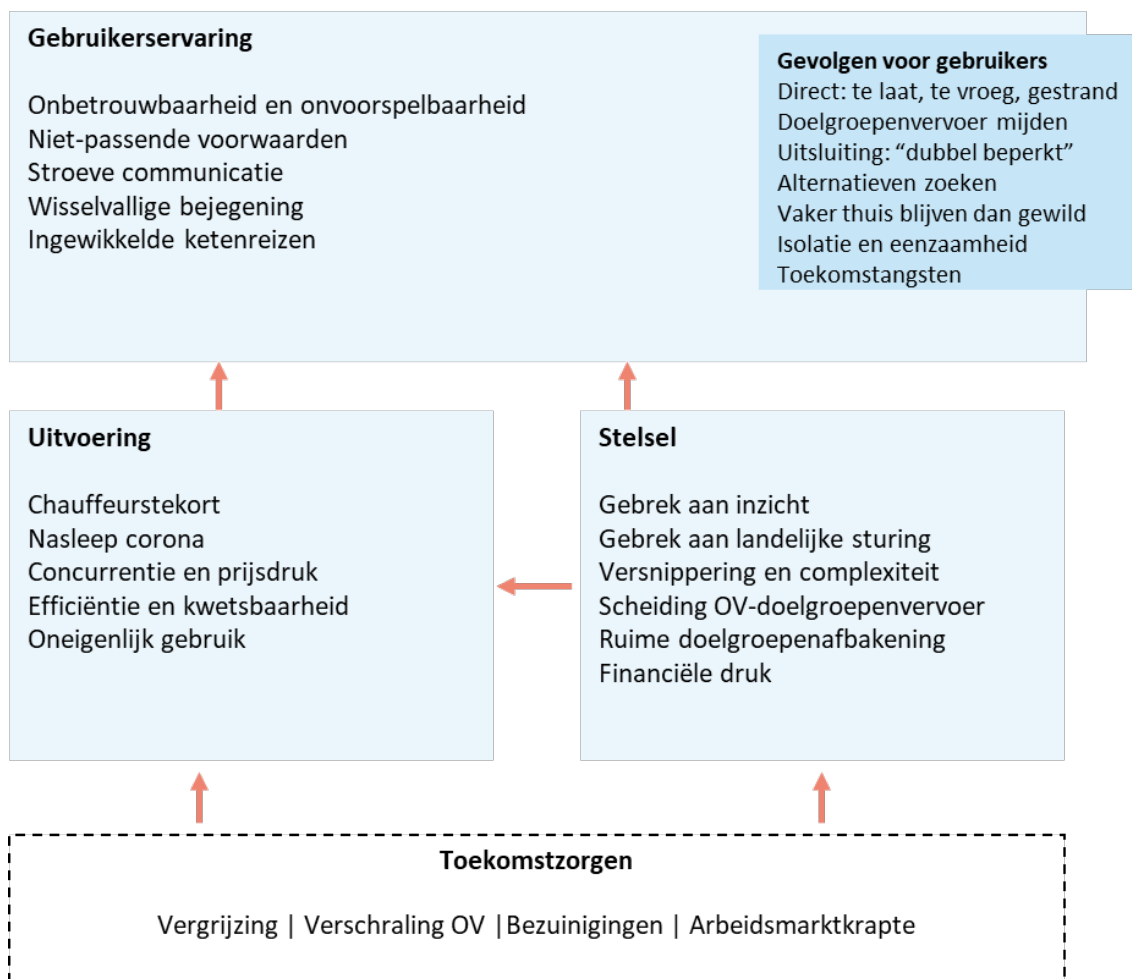 Gebruikerservaring
Onbetrouwbaarheid en onvoorspelbaarheid
Niet-passende voorwaarden
Stroeve communicatie
Wisselvallige bejegening
Ingewikkelde ketenreizen
Gevolgen voor gebruikers
Direct: te laat, te vroeg, gestrand
Doelgroepenvervoer mijden
Uitsluiting: “dubbel beperkt”
Alternatieven zoeken
Vaker thuis blijven dan gewild
Isolatie en eenzaamheid
Toekomstangsten
Uitvoering
Chauffeurstekort
Nasleep corona
Concurrentie en prijsdruk
Efficiëntie en kwetsbaarheid
Oneigenlijk gebruik
Stelsel
Gebrek aan inzicht
Gebrek aan landelijke sturing
Versnippering en complexiteit
Scheiding OV-doelgroepenvervoer
Ruime doelgroepenafbakening
Financiële druk
Toekomstzorgen
Vergrijzing | Verschraling OV |Bezuinigingen | Arbeidsmarktkrapte